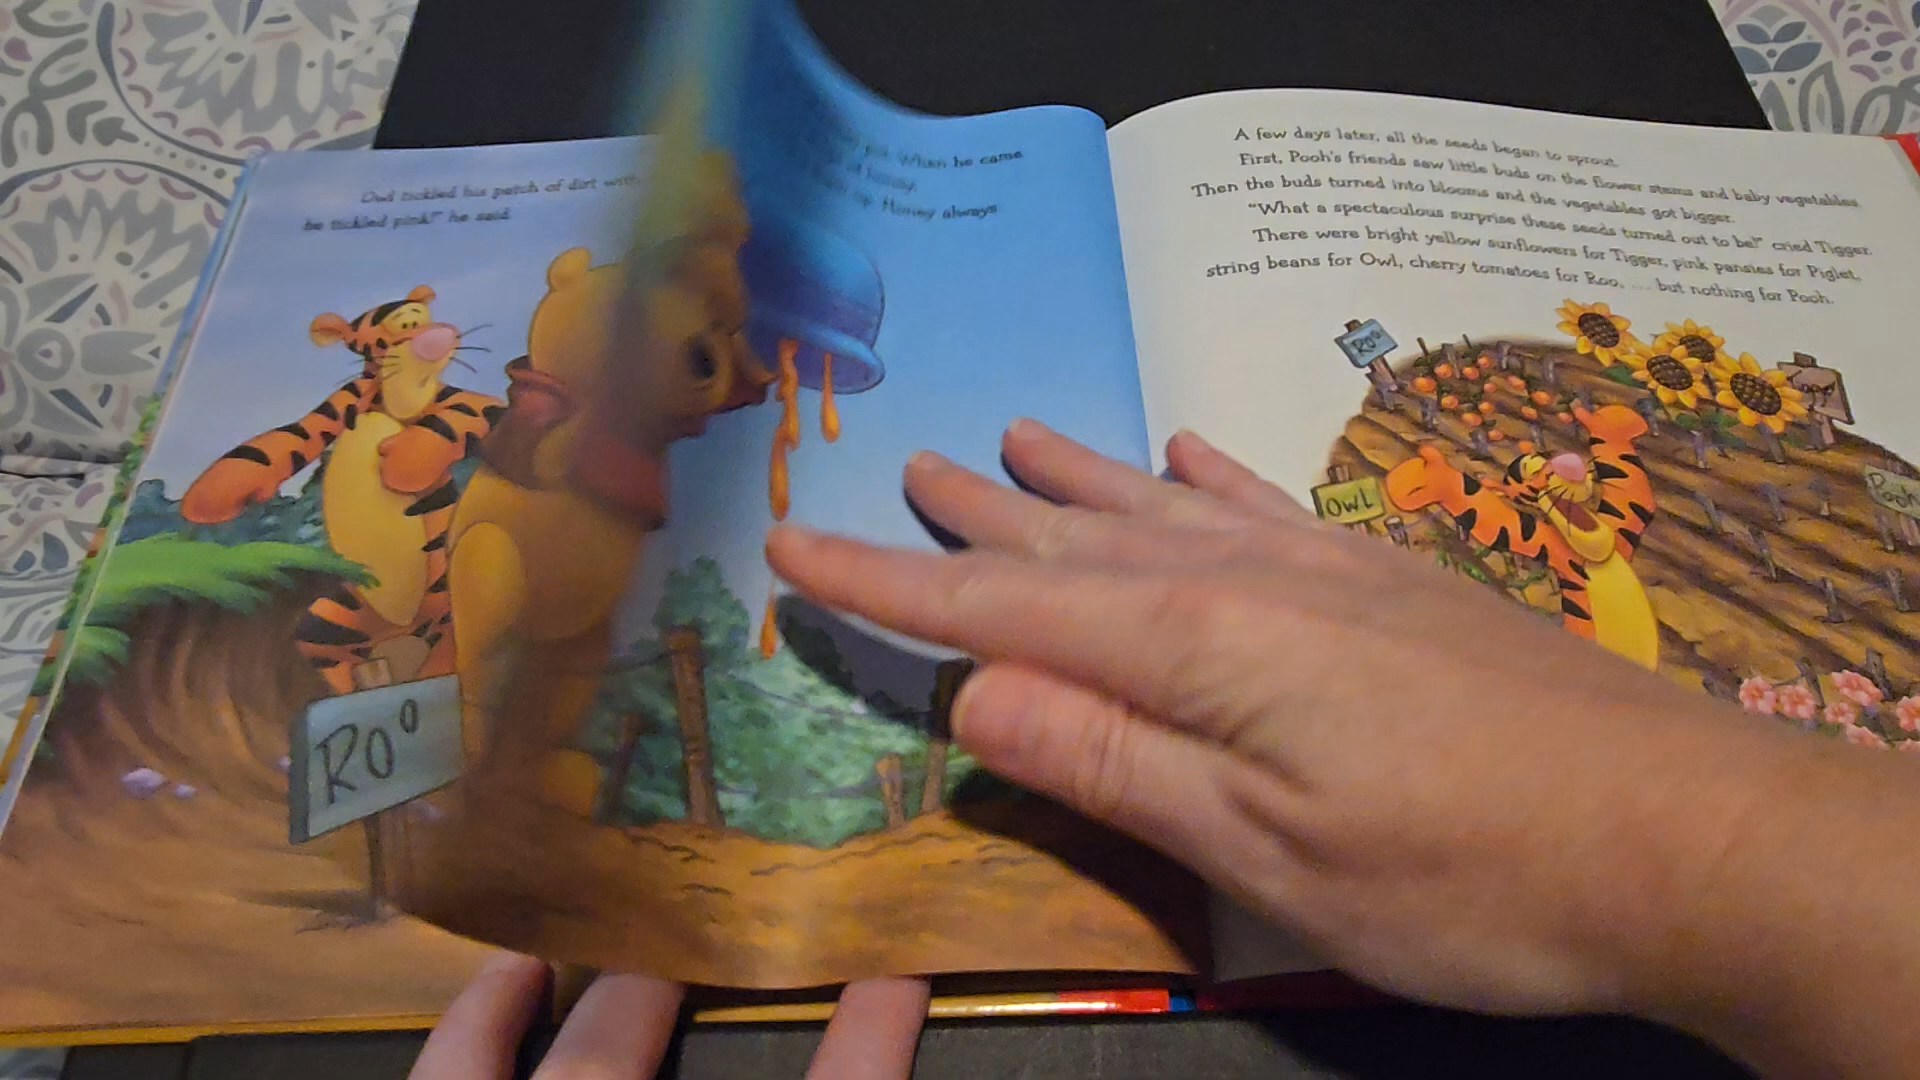 Owl tickled his patch of dirt with
be tickled pink!" he said.
Roo
When he came
family.
up. Honey always
A few days later, all the seeds began to sprout.
First, Pooh's friends saw little buds on the flower stems and baby vegetables.
Then the buds turned into blooms and the vegetables got bigger.
"What a spectaculous surprise these seeds turned out to be!" cried Tigger.
There were bright yellow sunflowers for Tigger, pink pansies for Piglet,
string beans for Owl, cherry tomatoes for Roo, ... but nothing for Pooh.
Roo
OWL
Pooh